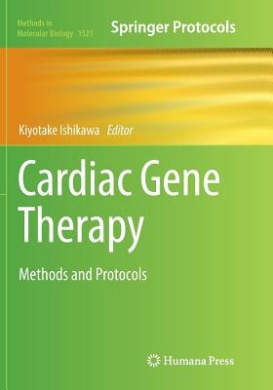 Methods in
Molecular Biology 1521
Springer Protocols
Kiyotake Ishikawa Editor
Cardiac Gene
Therapy
Methods and Protocols
Humana Press